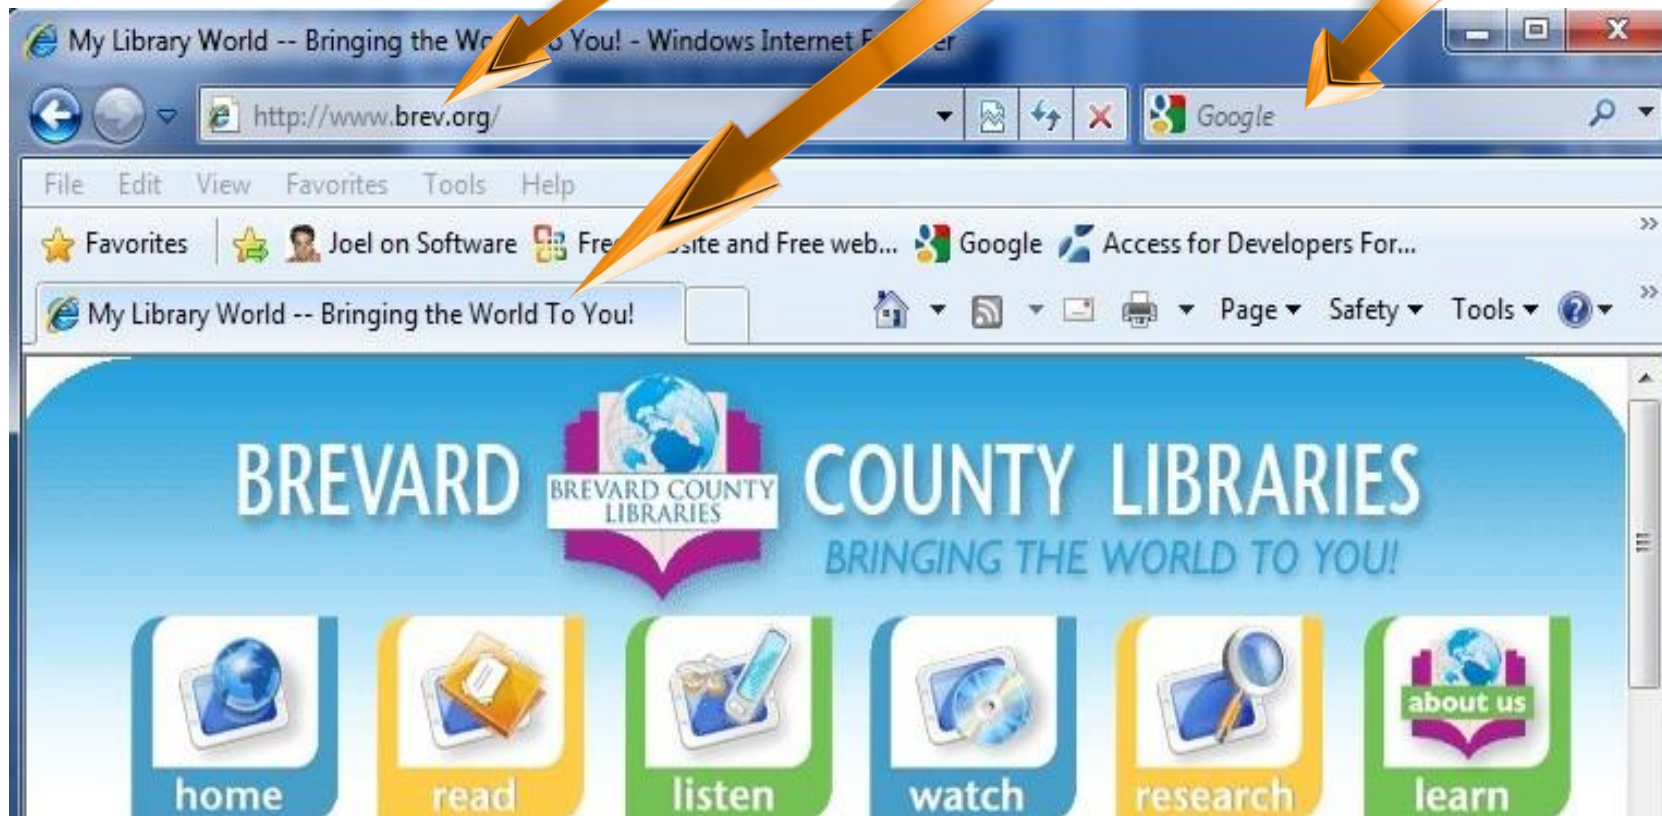 My Library World -- Bringing the You! - Windows Internet
http://www.brev.org/
Google
File Edit View Favorites Tools Help
Favorites Joel on Software and Free web... Google Access for Developers For...
My Library World -- Bringing the World To You!
Page Safety Tools
BREVARD COUNTY LIBRARIES
BREVARD COUNTY
LIBRARIES
BRINGING THE WORLD TO YOU!
about us
home read listen watch research learn